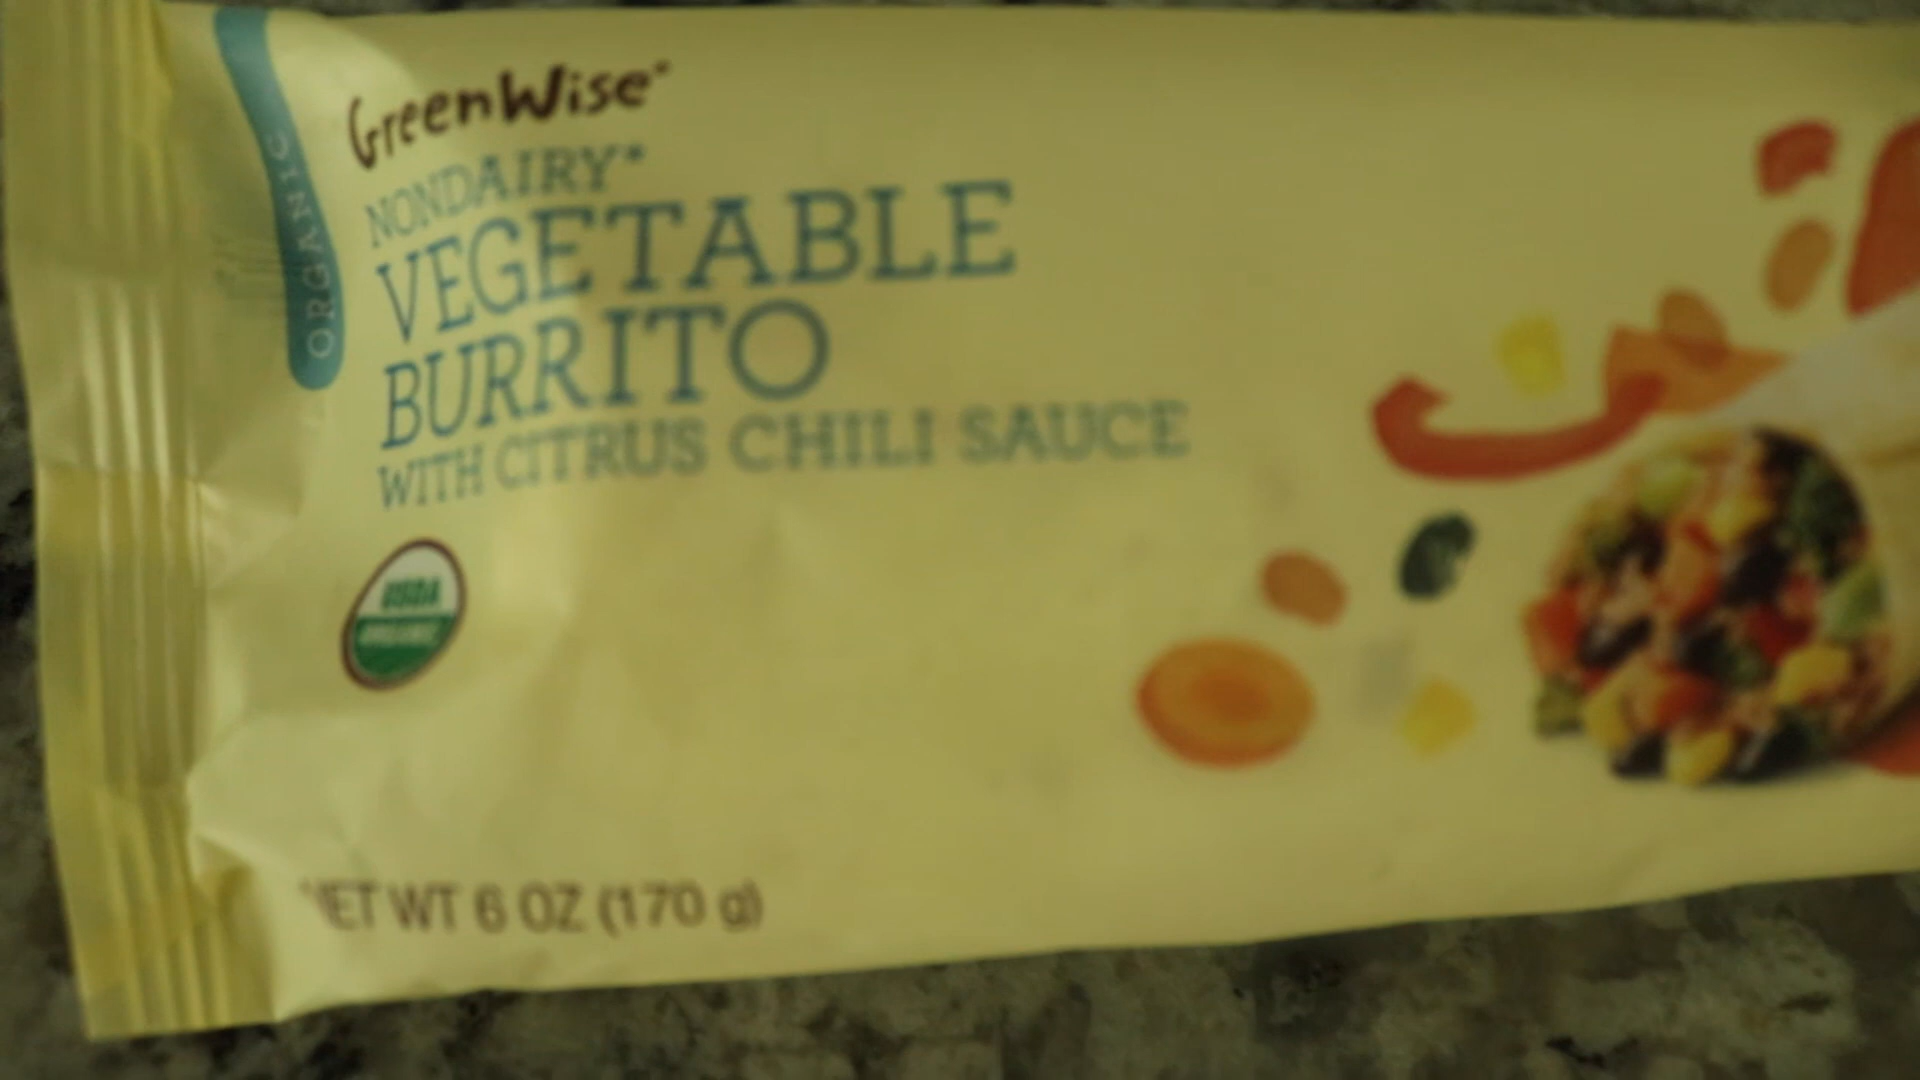 GreenWise
ORGANIC
NONDAIRY*
VEGETABLE
BURRITO
WITH CITRUS CHILI SAUCE
USDA
ORGANIC
NET WT 6 OZ (170 g)